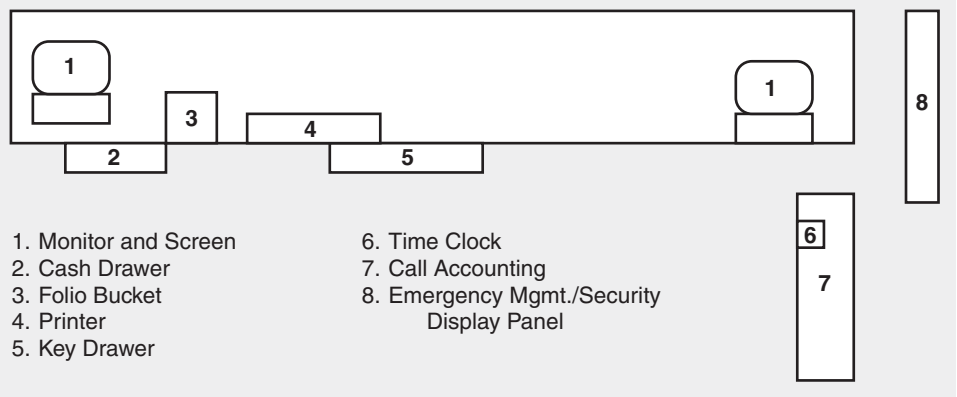 1
1
8
3
4
2
5
1. Monitor and Screen
2. Cash Drawer
3. Folio Bucket
4. Printer
5. Key Drawer
6. Time Clock
7. Call Accounting
8. Emergency Mgmt./Security
Display Panel
6
7